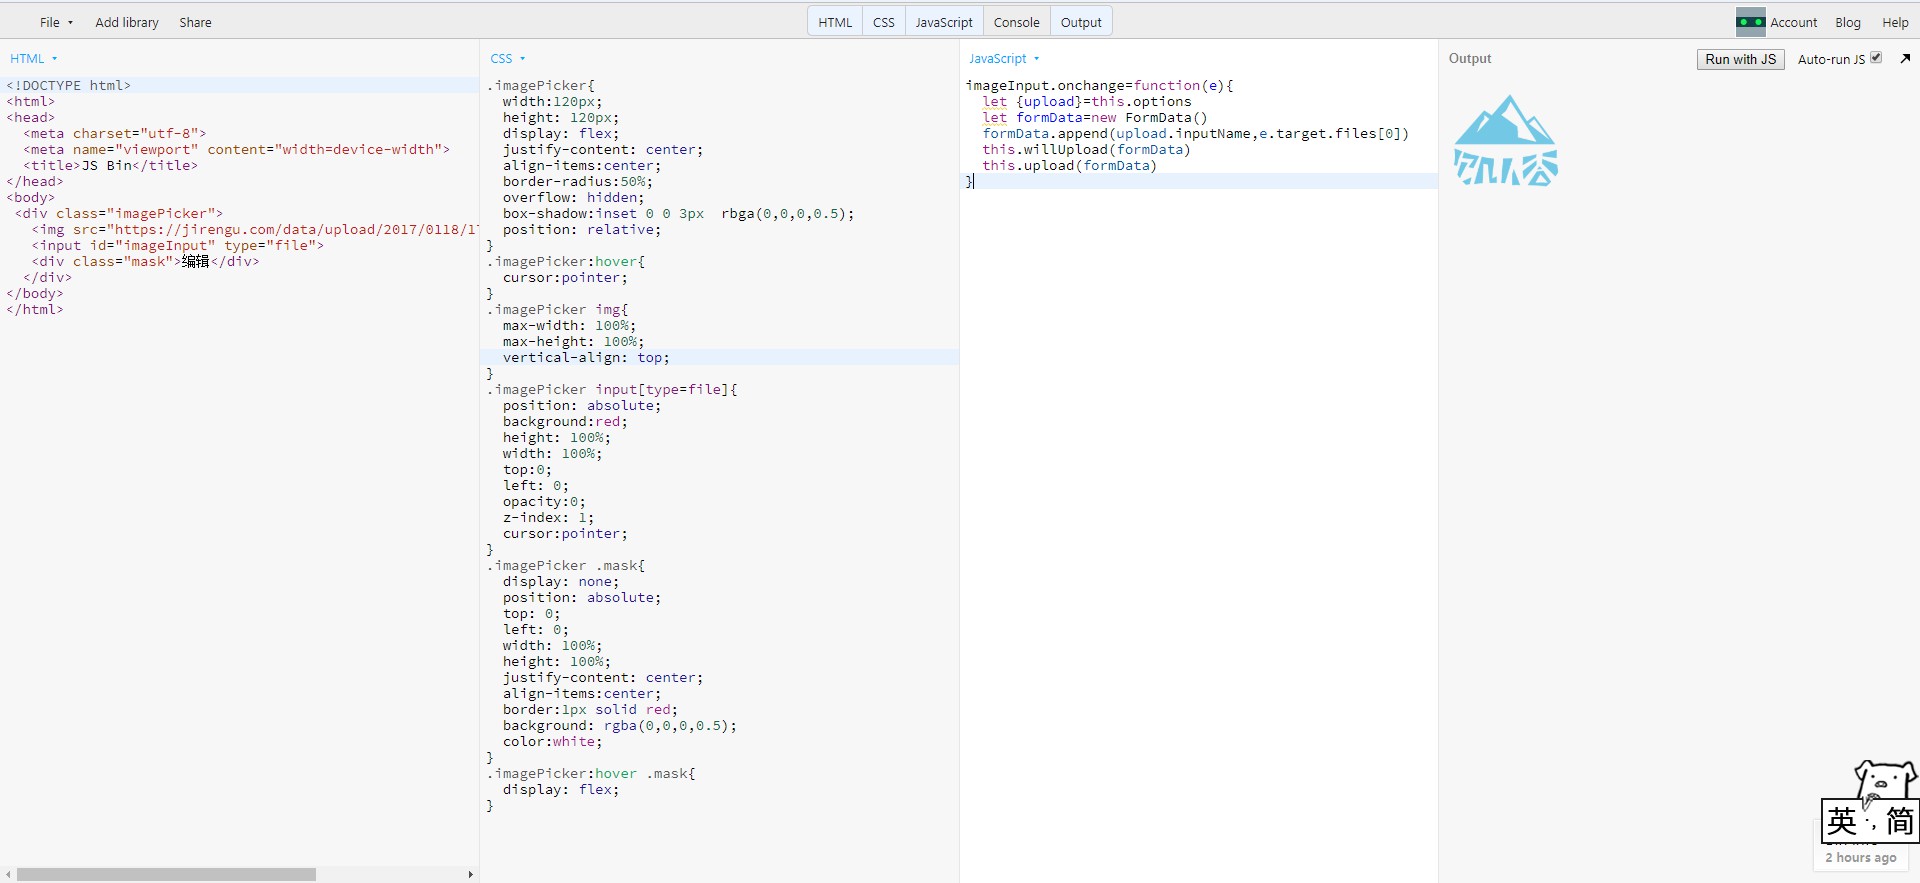 File ▾ Add library Share HTML CSS JavaScript Console Output Account Blog Help
HTML ▾
<!DOCTYPE html>
<html>
<head>
<meta charset="utf-8">
<meta name="viewport" content="width=device-width">
<title>JS Bin</title>
</head>
<body>
<div class="imagePicker">
<img src="https://jirengu.com/data/upload/2017/0118/1
<input id="imageInput" type="file">
<div class="mask">编辑</div>
</div>
</body>
</html>
CSS ▾
.imagePicker{
width:120px;
height: 120px;
display: flex;
justify-content: center;
align-items:center;
border-radius:50%;
overflow: hidden;
box-shadow:inset 0 0 3px  rbga(0,0,0,0.5);
position: relative;
}
.imagePicker:hover{
cursor:pointer;
}
.imagePicker img{
max-width: 100%;
max-height: 100%;
vertical-align: top;
}
.imagePicker input[type=file]{
position: absolute;
background:red;
height: 100%;
width: 100%;
top:0;
left: 0;
opacity:0;
z-index: 1;
cursor:pointer;
}
.imagePicker .mask{
display: none;
position: absolute;
top: 0;
left: 0;
width: 100%;
height: 100%;
justify-content: center;
align-items:center;
border:1px solid red;
background: rgba(0,0,0,0.5);
color:white;
}
.imagePicker:hover .mask{
display: flex;
}
JavaScript ▾
imageInput.onchange=function(e){
let {upload}=this.options
let formData=new FormData()
formData.append(upload.inputName,e.target.files[0])
this.willUpload(formData)
this.upload(formData)
}
Output Run with JS Auto-run JS
英 ·, 简
2 hours ago